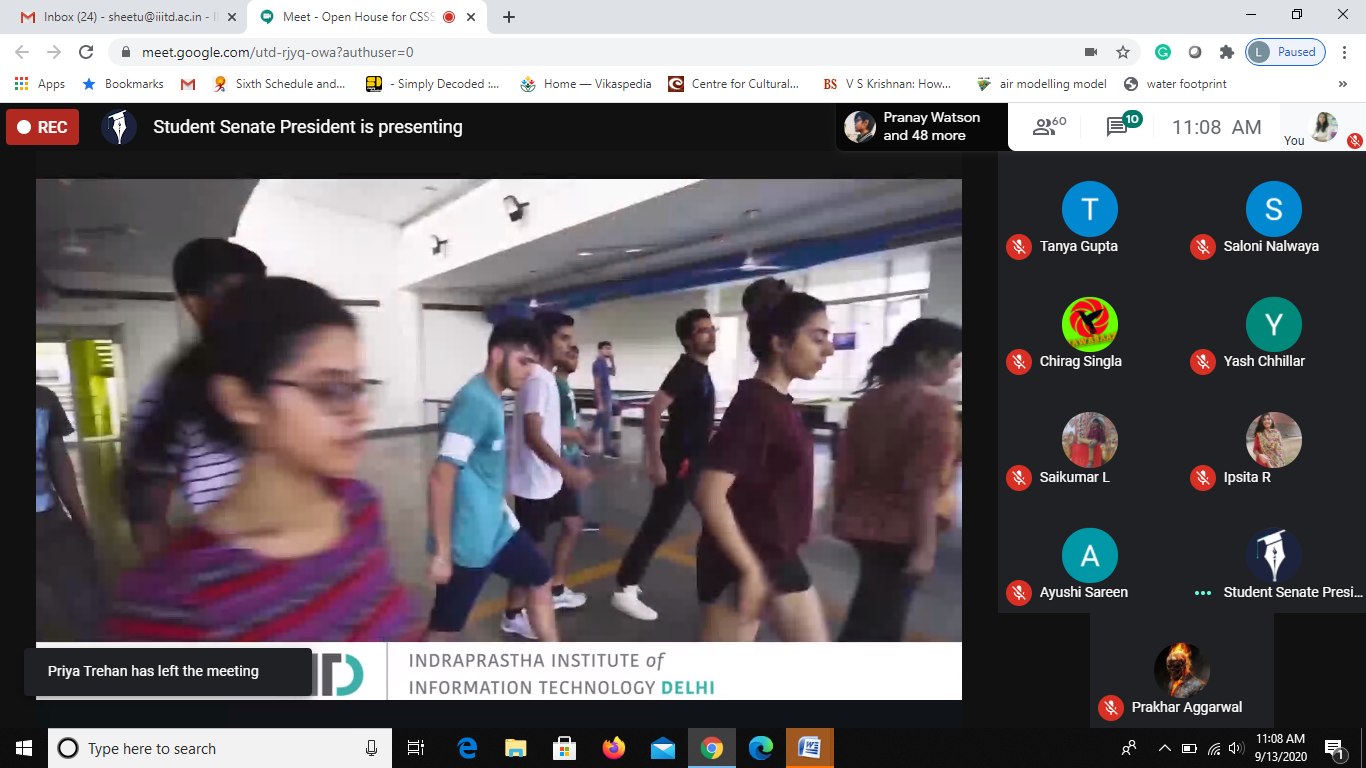 Inbox (24) - sheetu@iiitd.ac.in - I
Meet - Open House for CSSS
meet.google.com/utd-rjyq-owa?authuser=0
L
Paused
Apps
Bookmarks
Sixth Schedule and...
- Simply Decoded :...
Home — Vikaspedia
Centre for Cultural...
BS
V S Krishnan: How...
air modelling model
water footprint
»
REC
Student Senate President is presenting
Pranay Watson
and 48 more
60
10
11:08 AM
You
T
Tanya Gupta
S
Saloni Nalwaya
Chirag Singla
Y
Yash Chhillar
Saikumar L
Ipsita R
A
Ayushi Sareen
Student Senate Presi...
Prakhar Aggarwal
Priya Trehan has left the meeting
INDRAPRASTHA INSTITUTE of
INFORMATION TECHNOLOGY DELHI
Type here to search
11:08 AM
9/13/2020
1